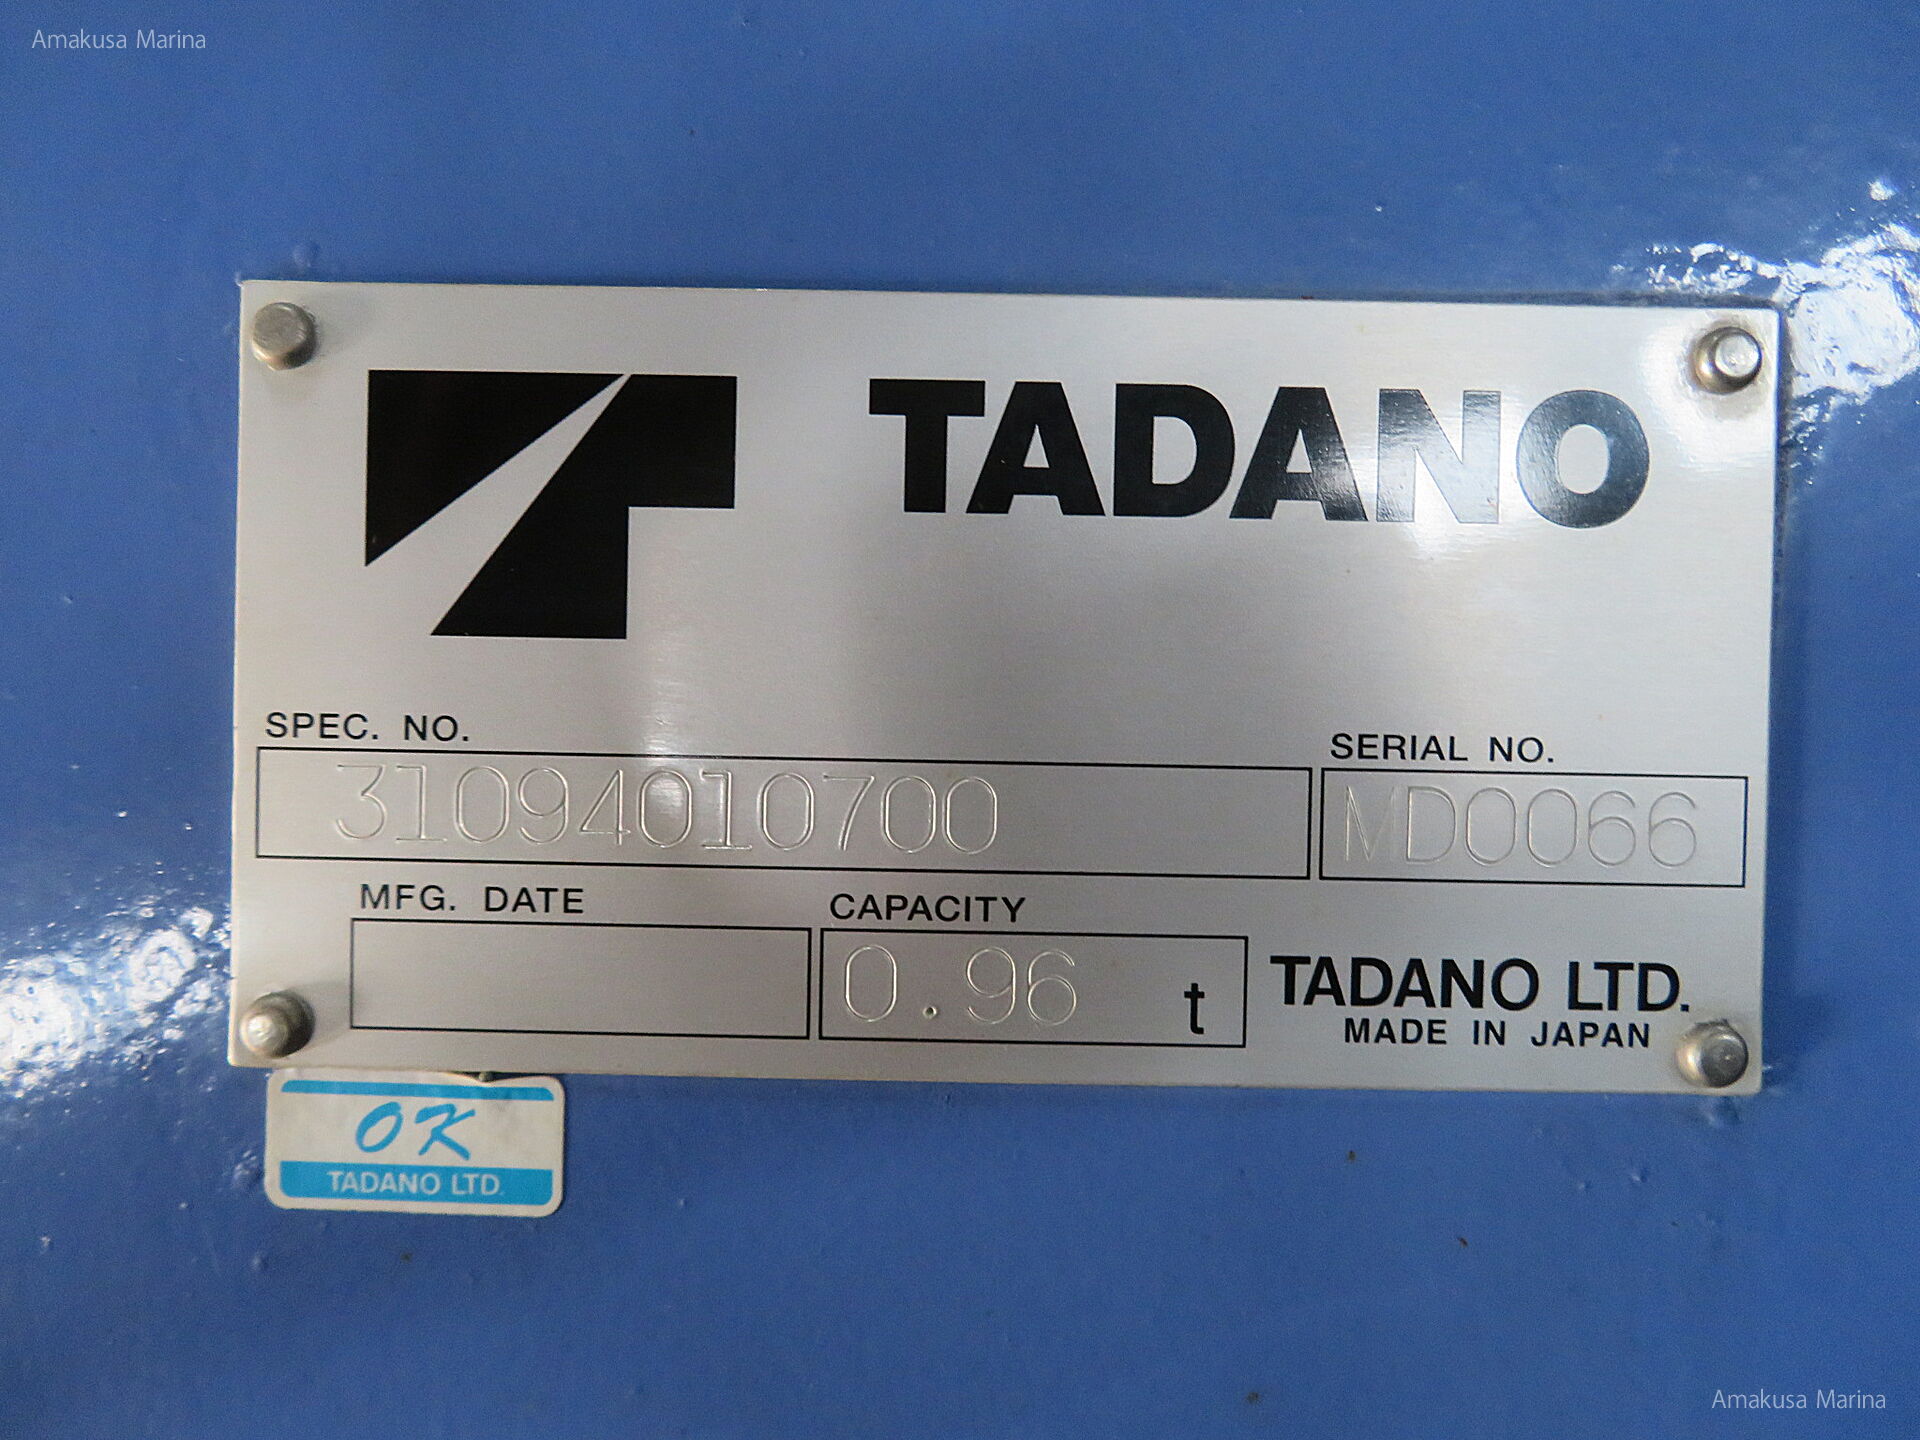 Amakusa Marina
TADANO
SPEC. NO.
31094010700
SERIAL NO.
MD0066
MFG. DATE
CAPACITY
0.96 t
TADANO LTD.
MADE IN JAPAN
OK
TADANO LTD.
Amakusa Marina